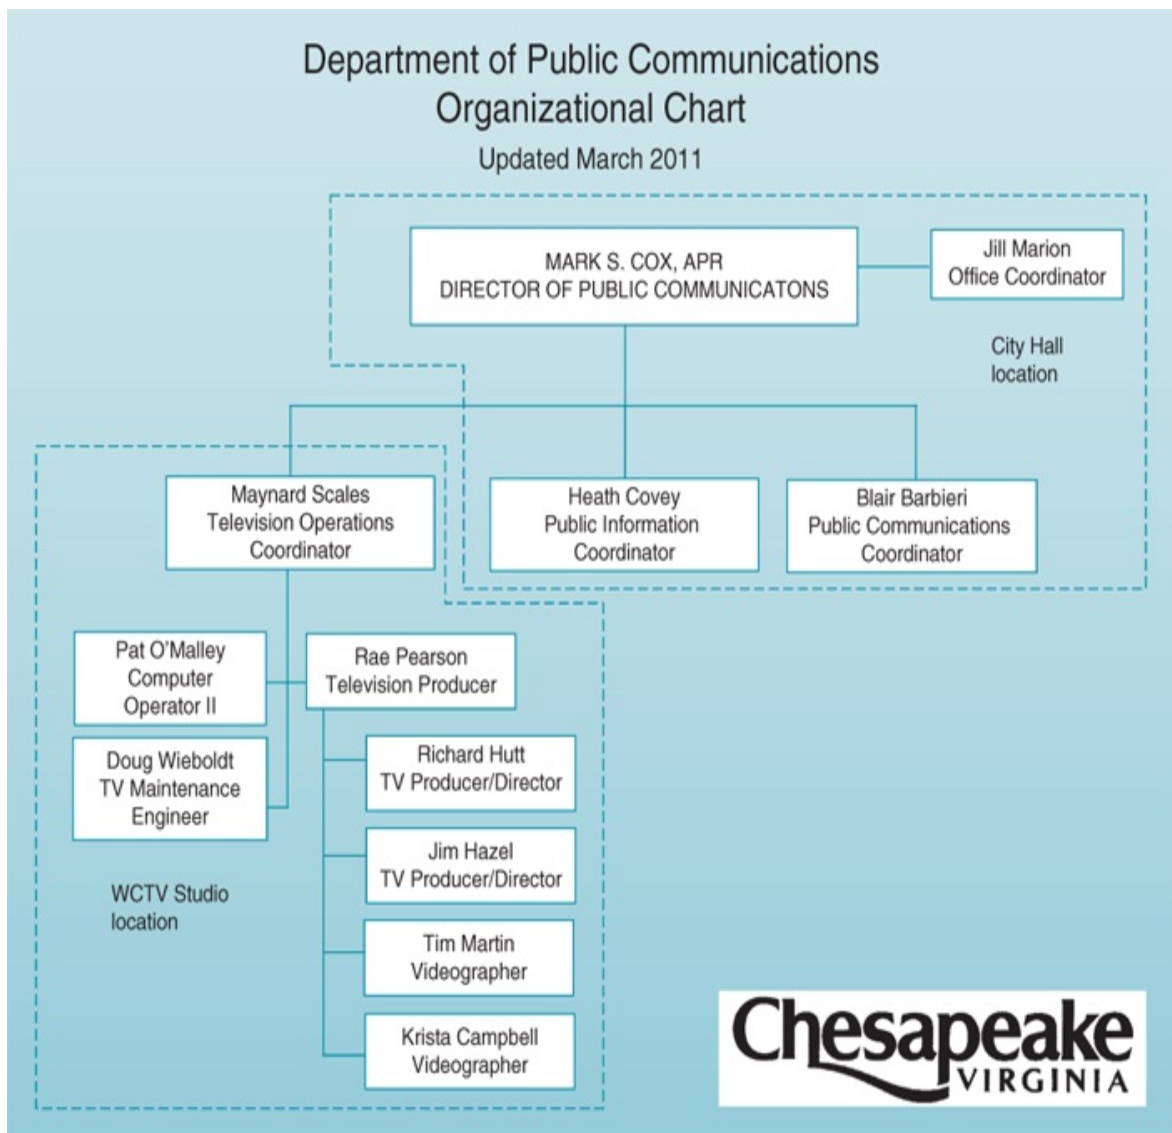 Department of Public Communications
Organizational Chart
Updated March 2011
MARK S. COX, APR
DIRECTOR OF PUBLIC COMMUNICATONS
Jill Marion
Office Coordinator
City Hall
location
Maynard Scales
Television Operations
Coordinator
Heath Covey
Public Information
Coordinator
Blair Barbieri
Public Communications
Coordinator
Pat O’Malley
Computer
Operator II
Rae Pearson
Television Producer
Doug Wieboldt
TV Maintenance
Engineer
Richard Hutt
TV Producer/Director
Jim Hazel
TV Producer/Director
WCTV Studio
location
Tim Martin
Videographer
Krista Campbell
Videographer
Chesapeake
VIRGINIA